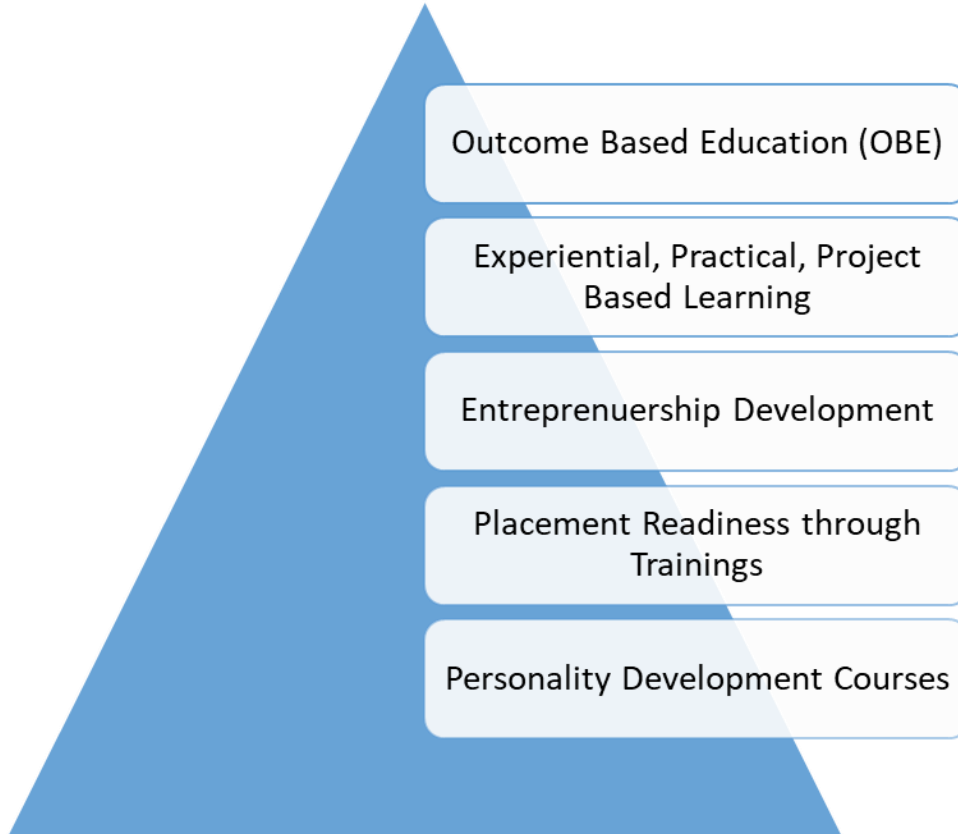 Outcome Based Education (OBE)
Experiential, Practical, Project
Based Learning
Entreprenuership Development
Placement Readiness through
Trainings
Personality Development Courses